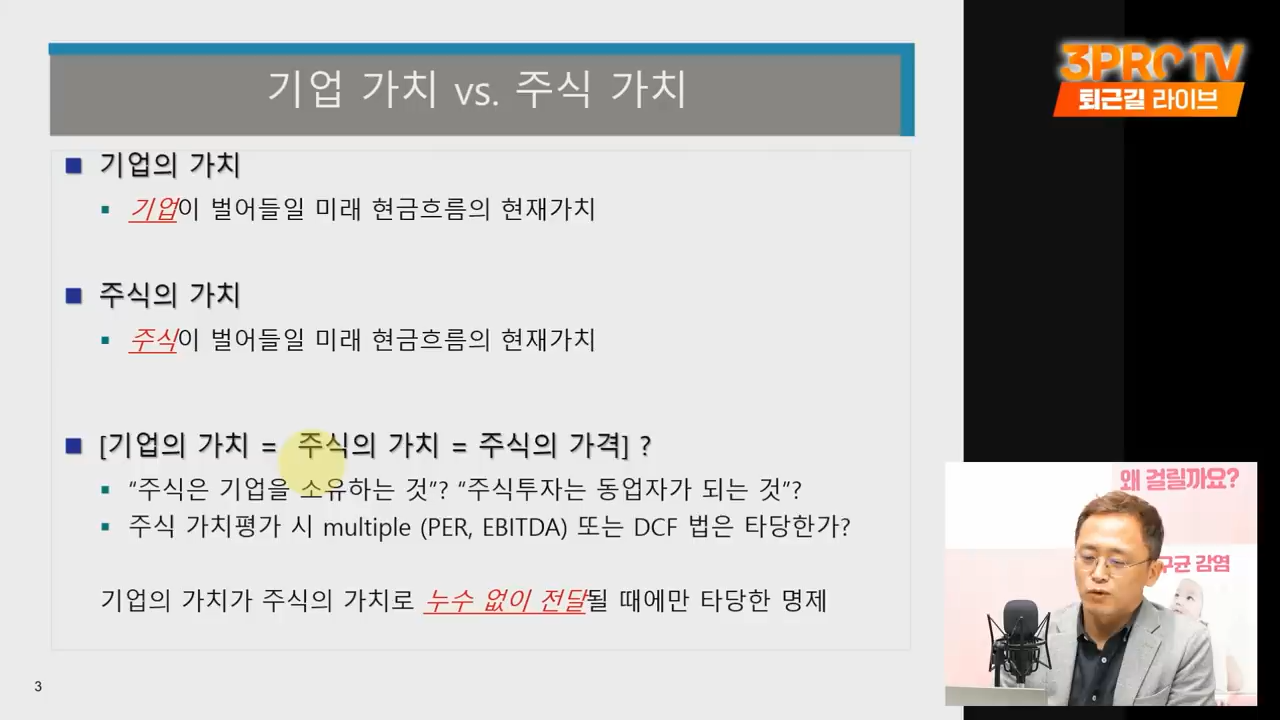 기업 가치 vs. 주식 가치
3PRO TV
퇴근길 라이브
기업의 가치
기업이 벌어들일 미래 현금흐름의 현재가치
주식의 가치
주식이 벌어들일 미래 현금흐름의 현재가치
[기업의 가치 = 주식의 가치 = 주식의 가격] ?
“주식은 기업을 소유하는 것”? “주식투자는 동업자가 되는 것”?
주식 가치평가 시 multiple (PER, EBITDA) 또는 DCF 법은 타당한가?
기업의 가치가 주식의 가치로 누수 없이 전달될 때에만 타당한 명제
3
왜 걸릴까요?
구균 감염